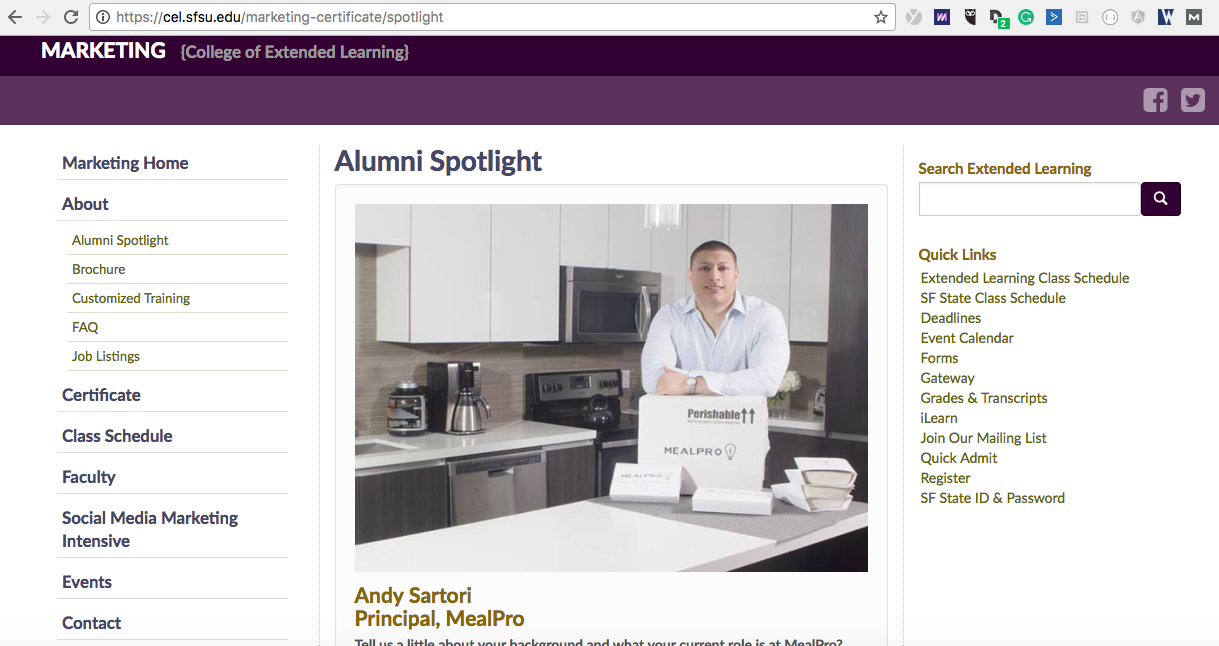 https://cel.sfsu.edu/marketing-certificate/spotlight
2
W
M
MARKETING {College of Extended Learning}
Marketing Home
About
Alumni Spotlight
Brochure
Customized Training
FAQ
Job Listings
Certificate
Class Schedule
Faculty
Social Media Marketing
Intensive
Events
Contact
Alumni Spotlight
Perishable
MEALPRO
MEALPRO
MEALPRO
Andy Sartori
Principal, MealPro
Tell us a little about your background and what your current role is at MealPro?
Search Extended Learning
Quick Links
Extended Learning Class Schedule
SF State Class Schedule
Deadlines
Event Calendar
Forms
Gateway
Grades & Transcripts
iLearn
Join Our Mailing List
Quick Admit
Register
SF State ID & Password